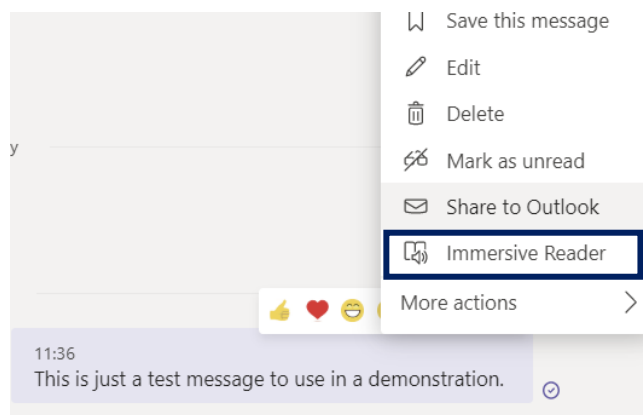 Save this message
Edit
Delete
y
Mark as unread
Share to Outlook
Immersive Reader
More actions
11:36
This is just a test message to use in a demonstration.